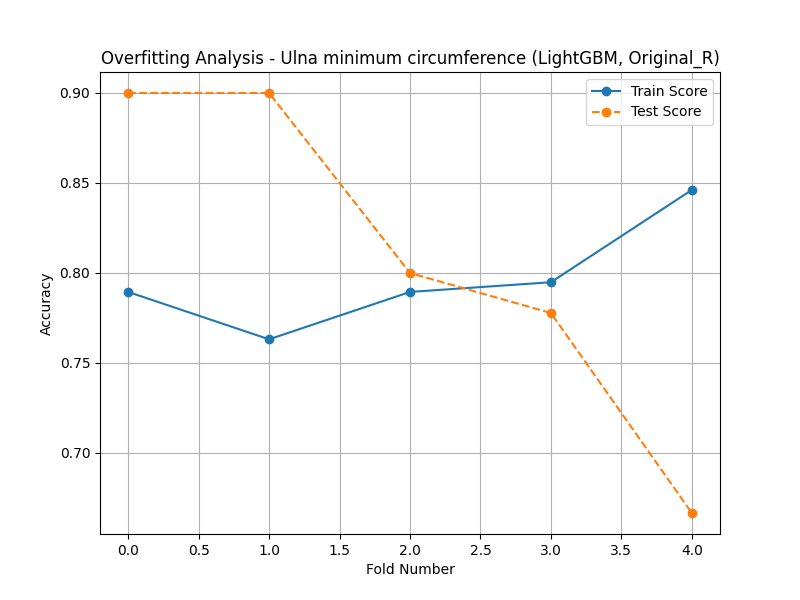 Overfitting Analysis - Ulna minimum circumference (LightGBM, Original_R)
Train Score
Test Score
0.90
0.85
0.80
0.75
0.70
Accuracy
0.0 0.5 1.0 1.5 2.0 2.5 3.0 3.5 4.0
Fold Number